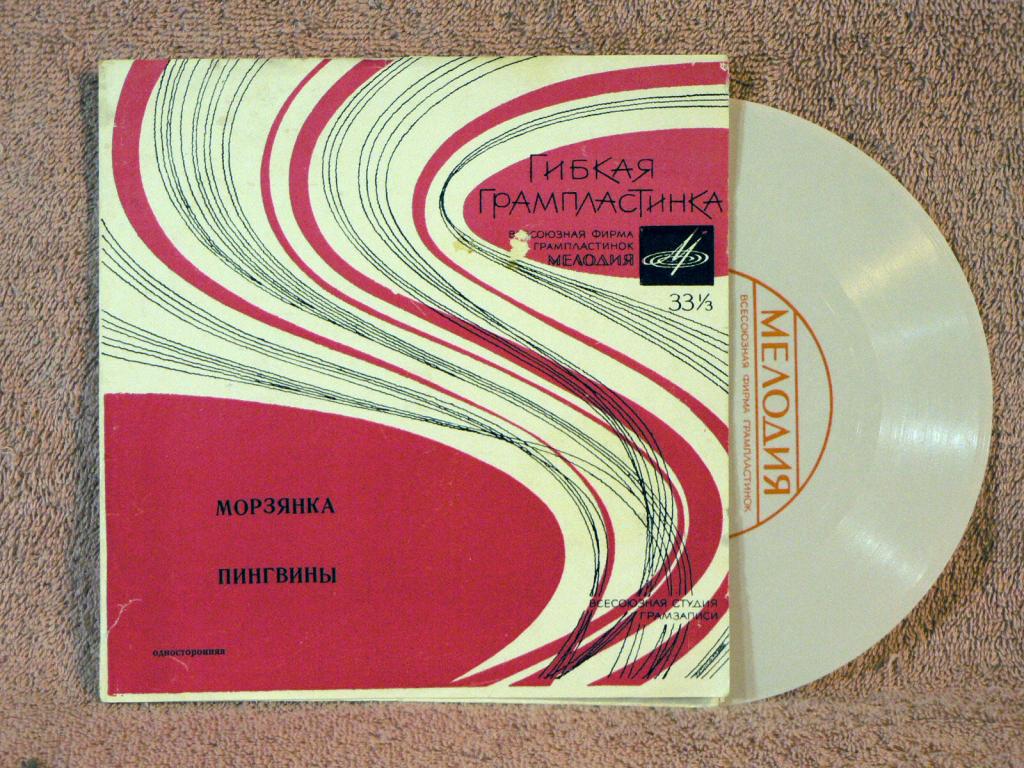 Гибкая
грампластинка
ВСЕСОЮЗНАЯ ФИРМА
ГРАМПЛАСТИНОК
МЕЛОДИЯ
33⅓
МОРЗЯНКА
ПИНГВИНЫ
односторонняя
ВСЕСОЮЗНАЯ СТУДИЯ
ГРАМЗАПИСИ
МЕЛОДИЯ
ВСЕСОЮЗНАЯ ФИРМА ГРАМПЛАСТИНОК